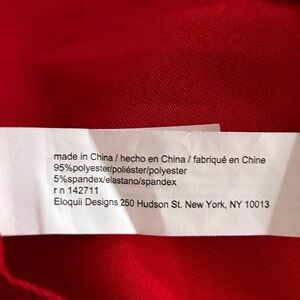 made in China / hecho en China / fabriqué en Chine
95%polyester/poliéster/polyester
5%spandex/elastano/spandex
r n 142711
Eloquii Designs 250 Hudson St. New York, NY 10013